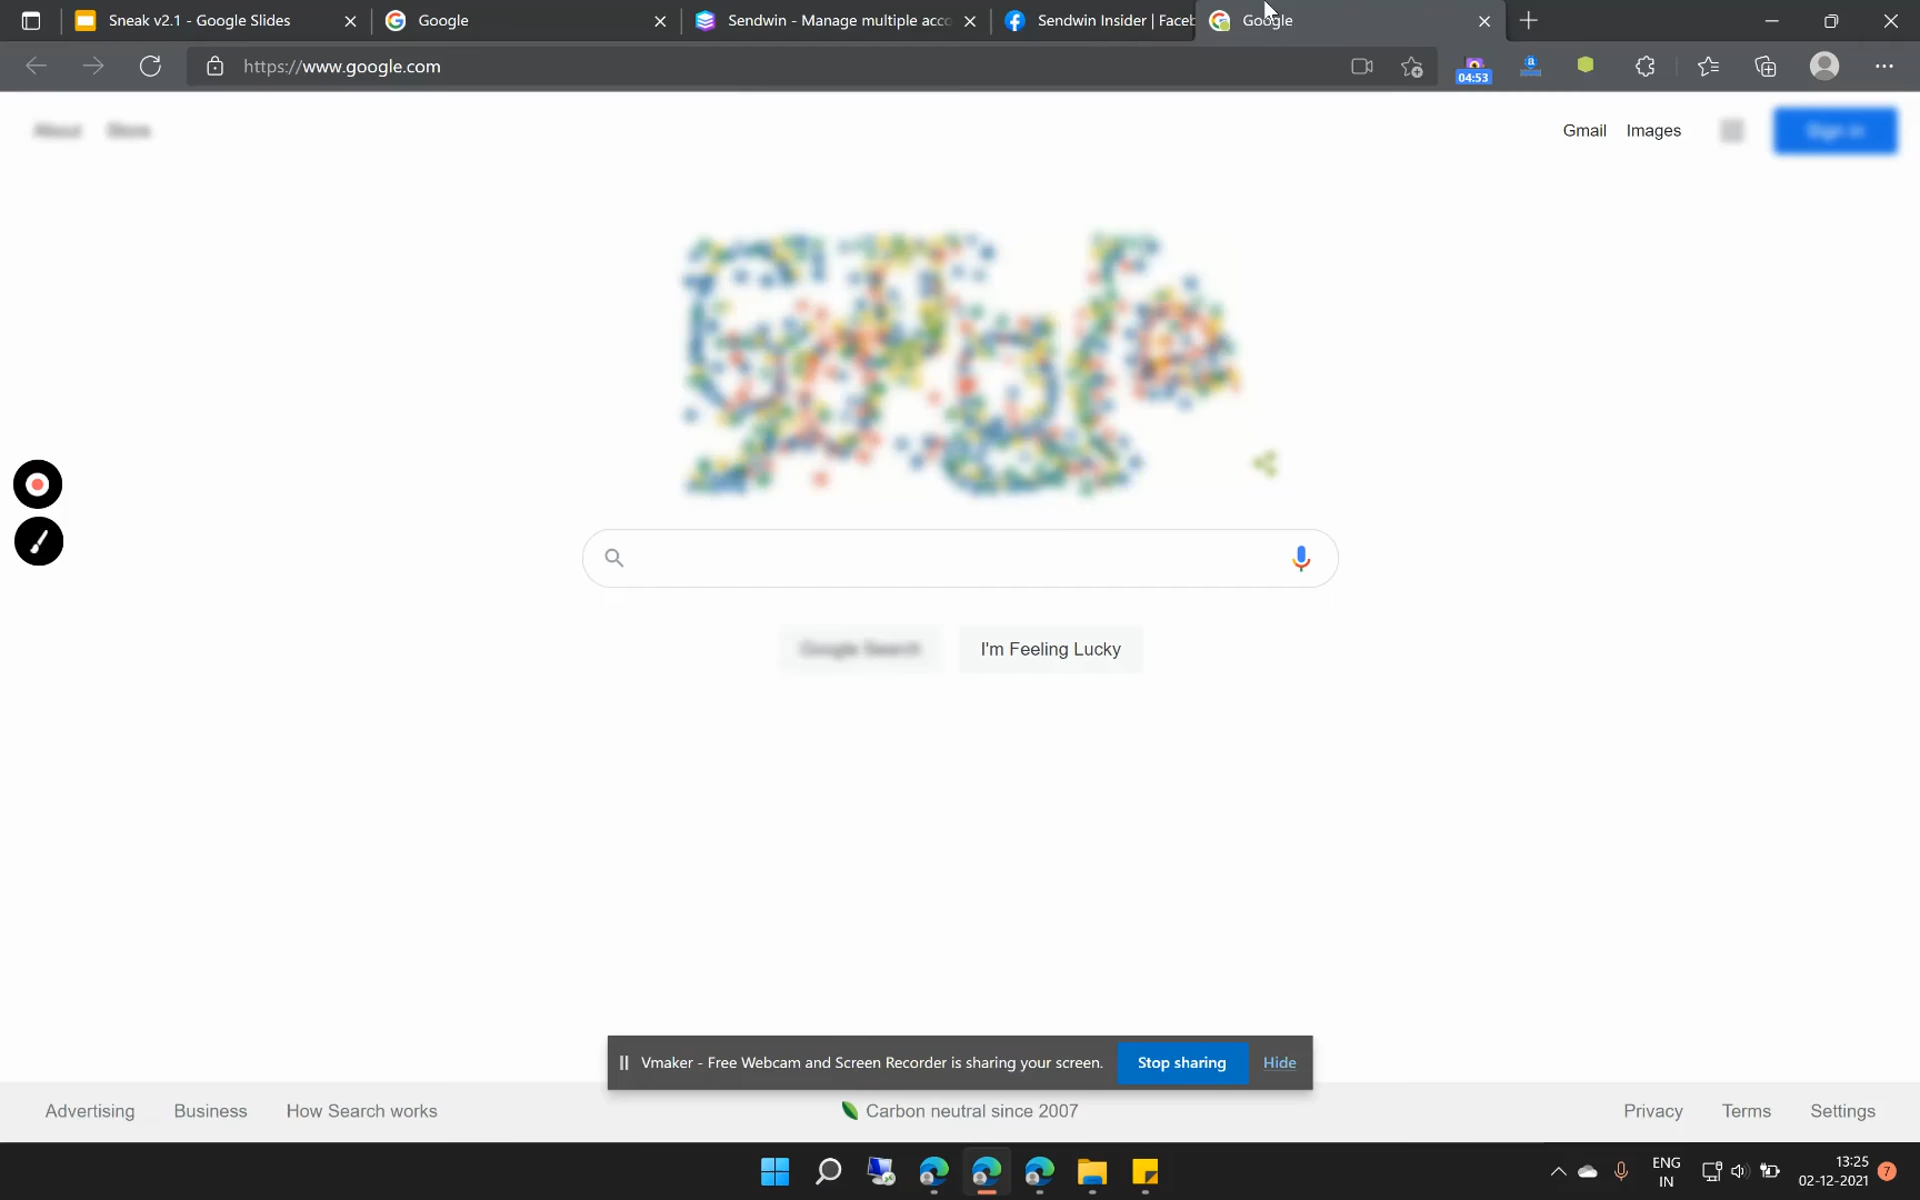 Sneak v2.1 - Google Slides
Google
Sendwin - Manage multiple acco
Sendwin Insider | Faceb
Google
https://www.google.com
04:53
Gmail Images
I'm Feeling Lucky
Vmaker - Free Webcam and Screen Recorder is sharing your screen. Stop sharing Hide
Advertising Business How Search works Carbon neutral since 2007 Privacy Terms Settings
ENG
IN
13:25
02-12-2021
7